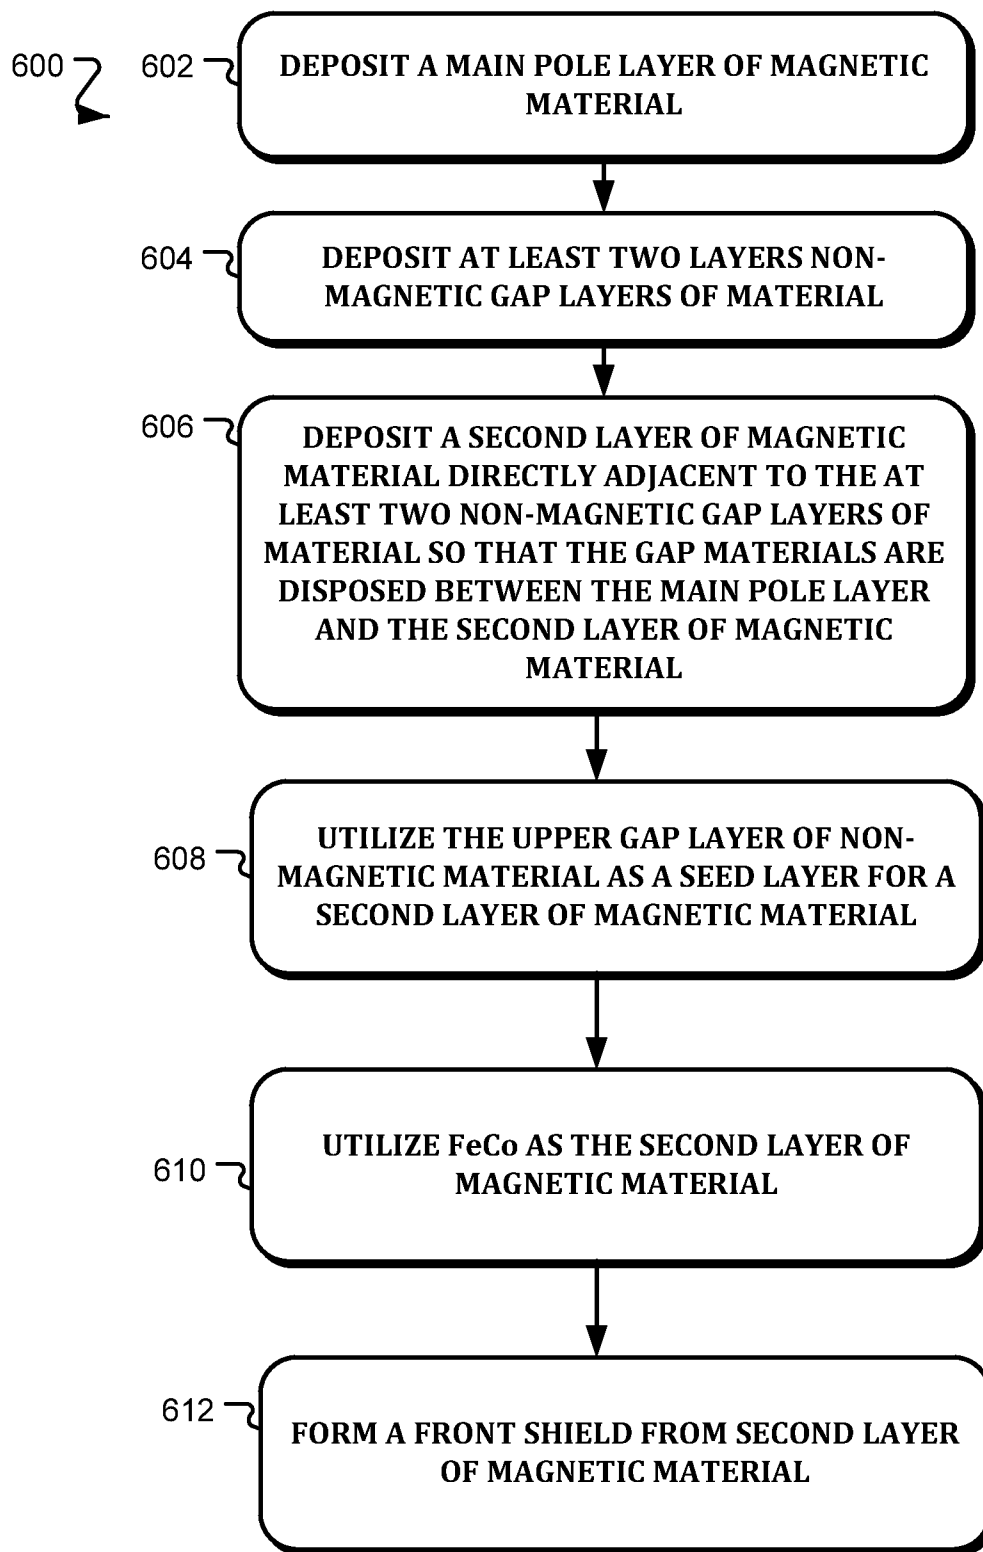 600
602
DEPOSIT A MAIN POLE LAYER OF MAGNETIC
MATERIAL
604
DEPOSIT AT LEAST TWO LAYERS NON-
MAGNETIC GAP LAYERS OF MATERIAL
606
DEPOSIT A SECOND LAYER OF MAGNETIC
MATERIAL DIRECTLY ADJACENT TO THE AT
LEAST TWO NON-MAGNETIC GAP LAYERS OF
MATERIAL SO THAT THE GAP MATERIALS ARE
DISPOSED BETWEEN THE MAIN POLE LAYER
AND THE SECOND LAYER OF MAGNETIC
MATERIAL
608
UTILIZE THE UPPER GAP LAYER OF NON-
MAGNETIC MATERIAL AS A SEED LAYER FOR A
SECOND LAYER OF MAGNETIC MATERIAL
610
UTILIZE FeCo AS THE SECOND LAYER OF
MAGNETIC MATERIAL
612
FORM A FRONT SHIELD FROM SECOND LAYER
OF MAGNETIC MATERIAL